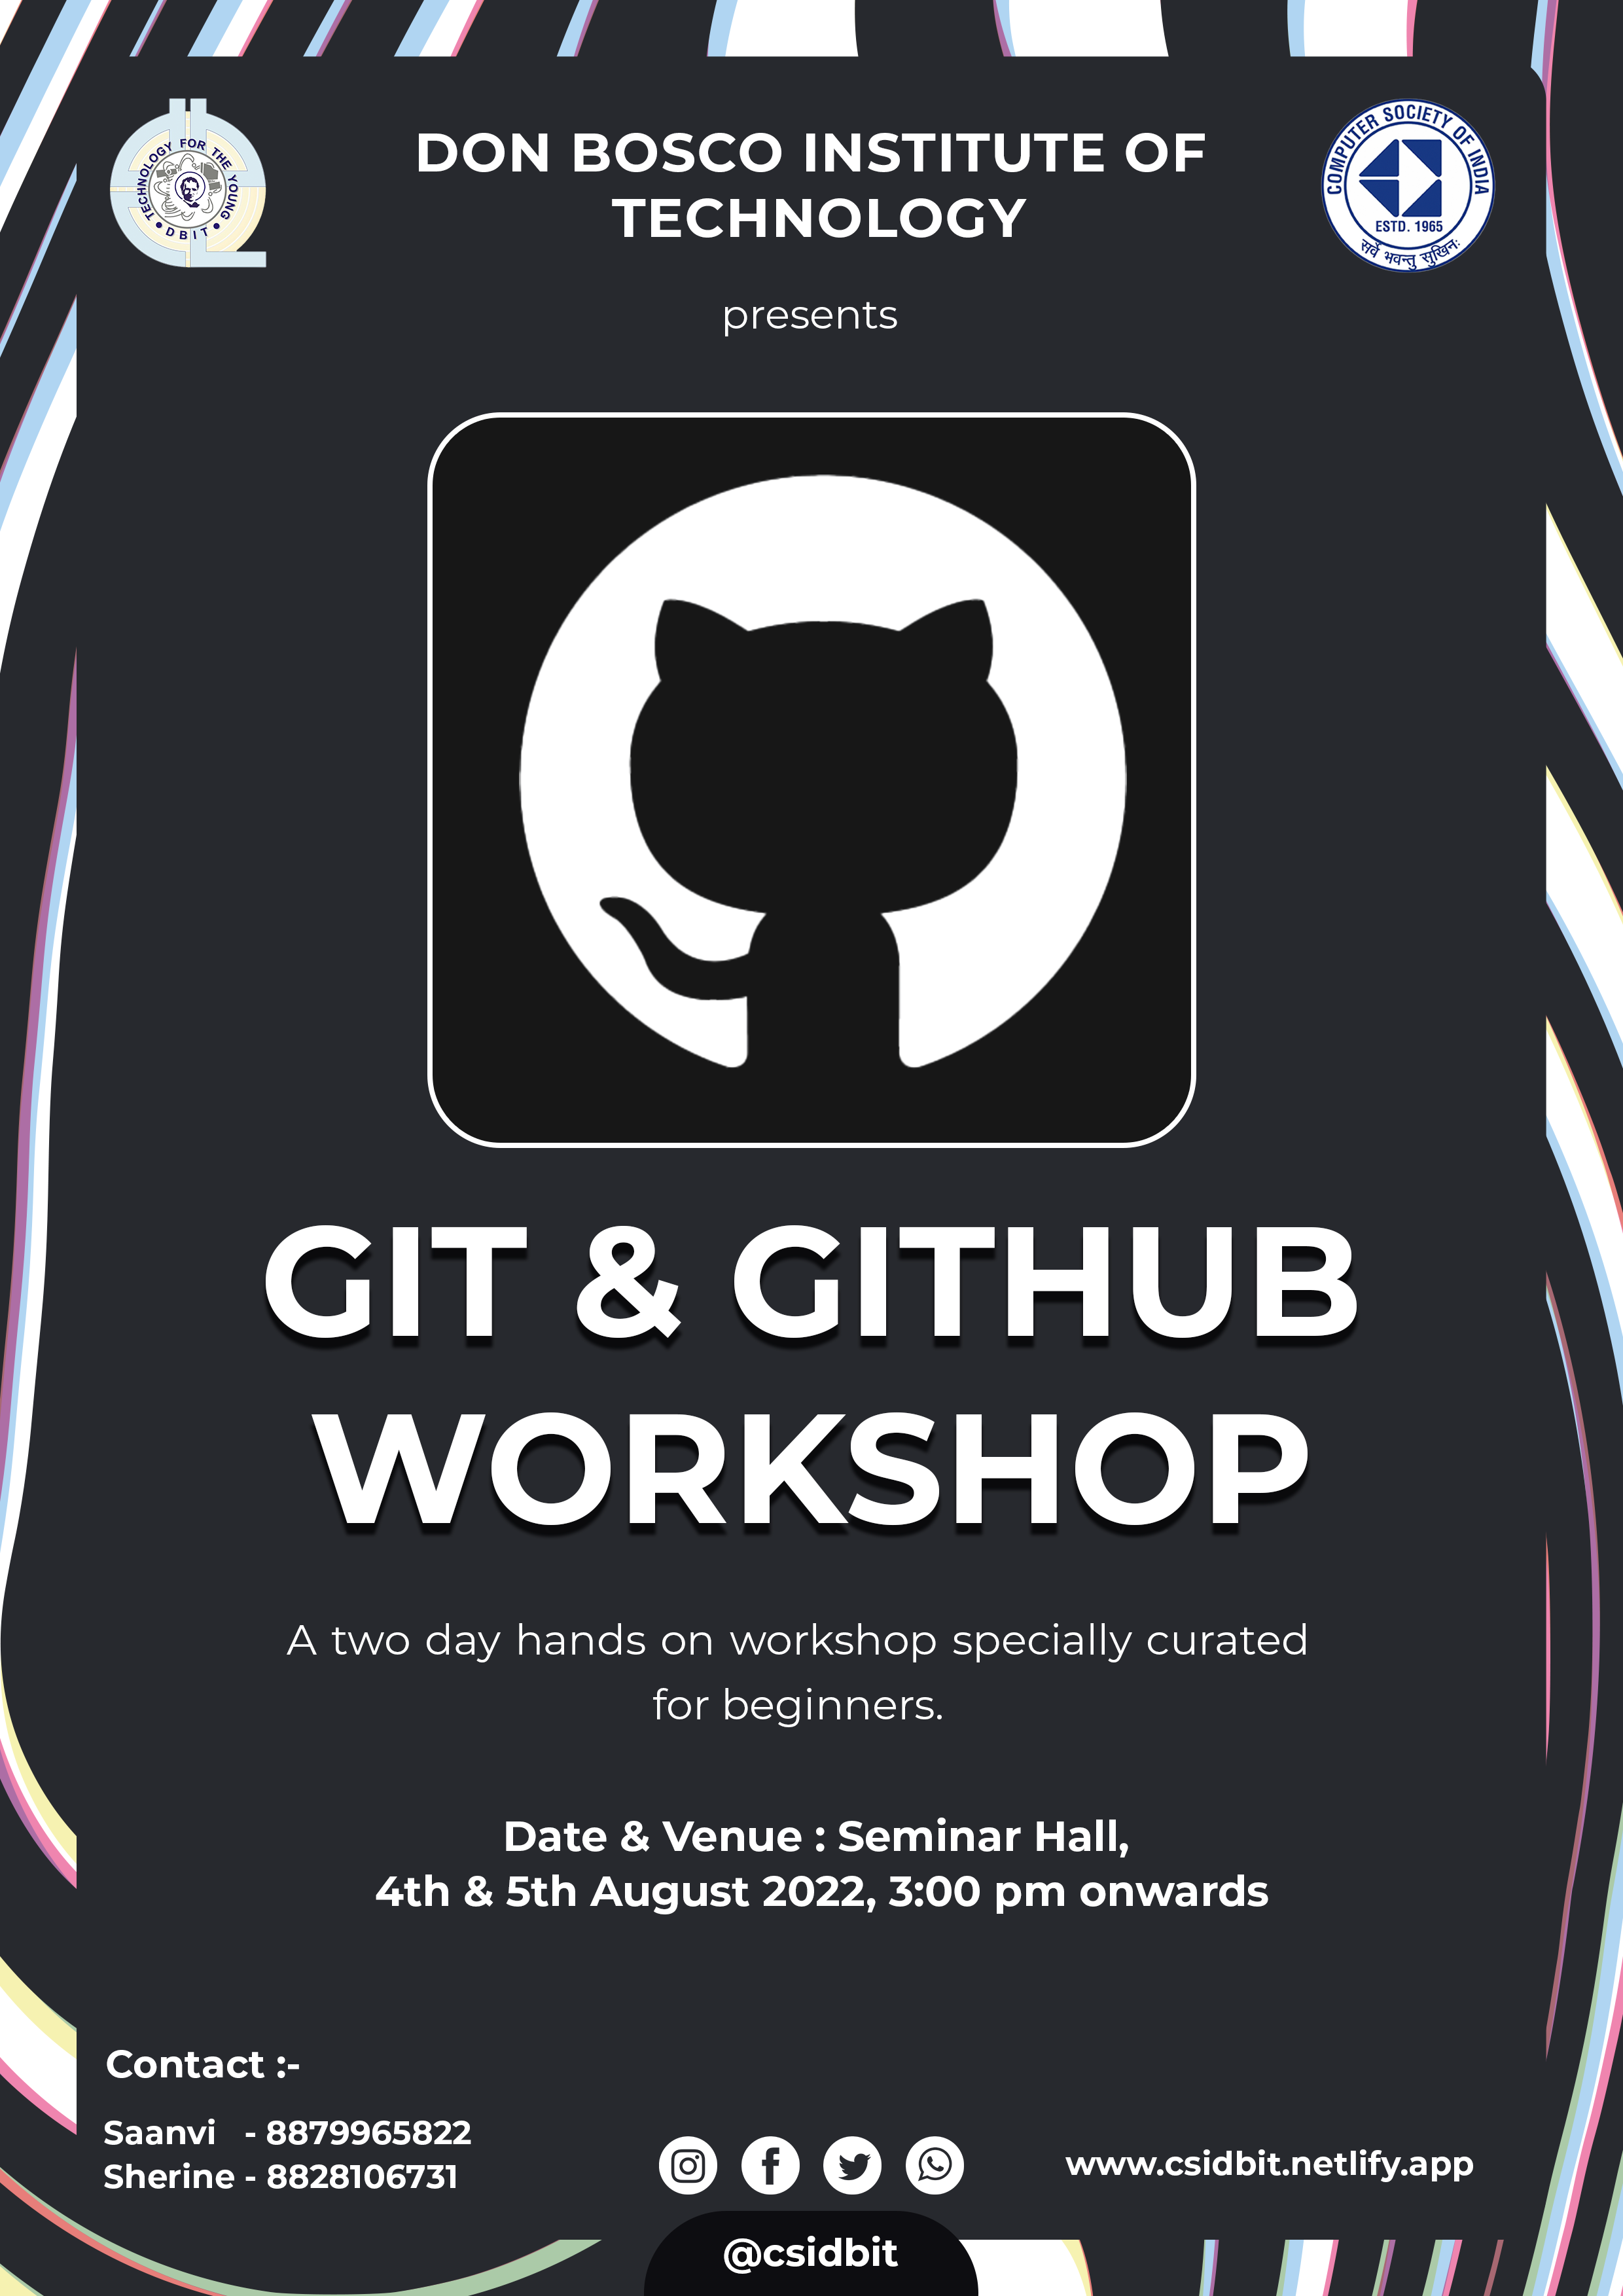 TECHNOLOGY FOR THE YOUNG
DBIT
DON BOSCO INSTITUTE OF
TECHNOLOGY
COMPUTER SOCIETY OF INDIA
ESTD. 1965
सर्वे भवन्तु सुखिनः
presents
GIT & GITHUB
WORKSHOP
A two day hands on workshop specially curated
for beginners.
Date & Venue : Seminar Hall,
4th & 5th August 2022, 3:00 pm onwards
Contact :-
Saanvi - 8879965822
Sherine - 8828106731
www.csidbit.netlify.app
@csidbit